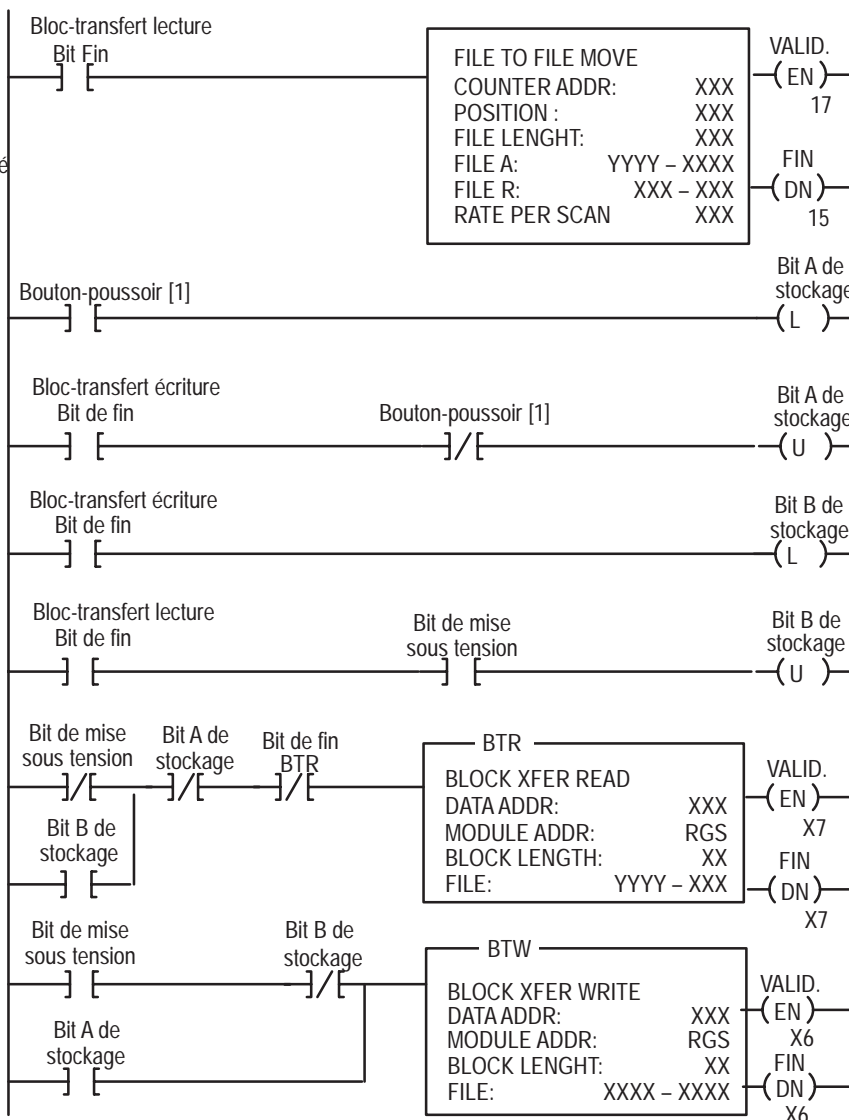 Bloc-transfert lecture
Bit Fin
FILE TO FILE MOVE
COUNTER ADDR: XXX
POSITION : XXX
FILE LENGHT: XXX
FILE A: YYYY – XXXX
FILE R: XXX – XXX
RATE PER SCAN XXX
VALID.
EN
17
FIN
DN
15
é
Bouton-poussoir [1]
Bit A de
stockage
L
Bloc-transfert écriture
Bit de fin
Bouton-poussoir [1]
Bit A de
stockage
U
Bloc-transfert écriture
Bit de fin
Bit B de
stockage
L
Bloc-transfert lecture
Bit de fin
Bit de mise
sous tension
Bit B de
stockage
U
Bit de mise
sous tension
Bit A de
stockage
Bit de fin
BTR
Bit B de
stockage
BTR
BLOCK XFER READ
DATA ADDR: XXX
MODULE ADDR: RGS
BLOCK LENGTH: XX
FILE: YYYY – XXX
VALID.
EN
X7
FIN
DN
X7
Bit de mise
sous tension
Bit B de
stockage
Bit A de
stockage
BTW
BLOCK XFER WRITE
DATA ADDR: XXX
MODULE ADDR: RGS
BLOCK LENGHT: XX
FILE: XXXX – XXXX
VALID.
EN
X6
FIN
DN
X6